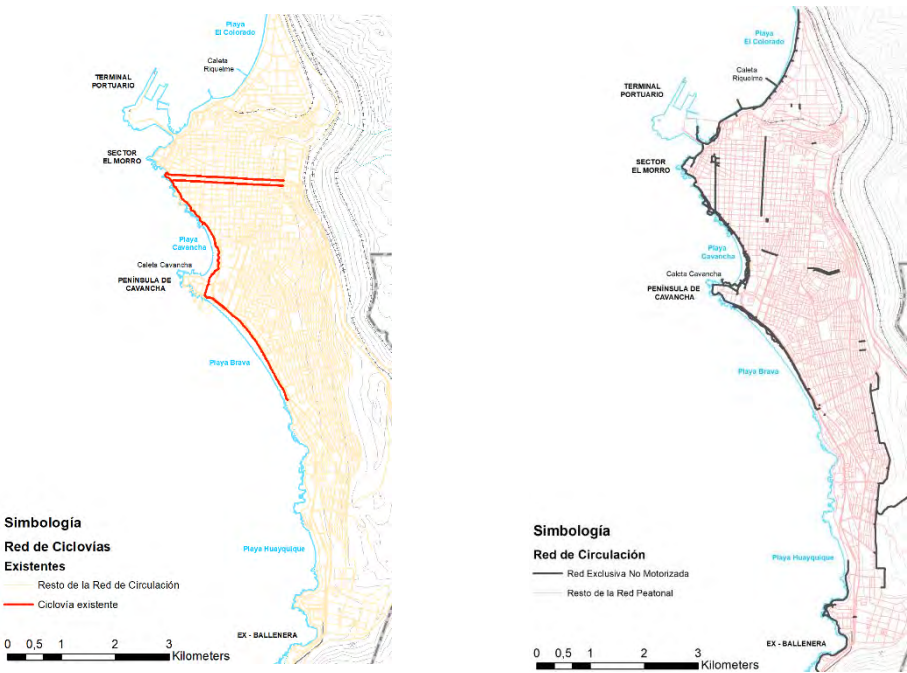 Playa
El Colorado
Caleta
Riquelme
TERMINAL
PORTUARIO
SECTOR
EL MORRO
Playa
Cavancha
Caleta Cavancha
PENÍNSULA DE
CAVANCHA
Playa Brava
Simbología
Red de Ciclovías
Existentes
Resto de la Red de Circulación
Ciclovía existente
Playa Huayquique
EX - BALLENERA
0 0,5 1 2 3
Kilometers
Playa
El Colorado
Caleta
Riquelme
TERMINAL
PORTUARIO
SECTOR
EL MORRO
Playa
Cavancha
Caleta Cavancha
PENÍNSULA DE
CAVANCHA
Playa Brava
Simbología
Red de Circulación
Red Exclusiva No Motorizada
Resto de la Red Peatonal
Playa Huayquique
EX - BALLENERA
0 0,5 1 2 3
Kilometers